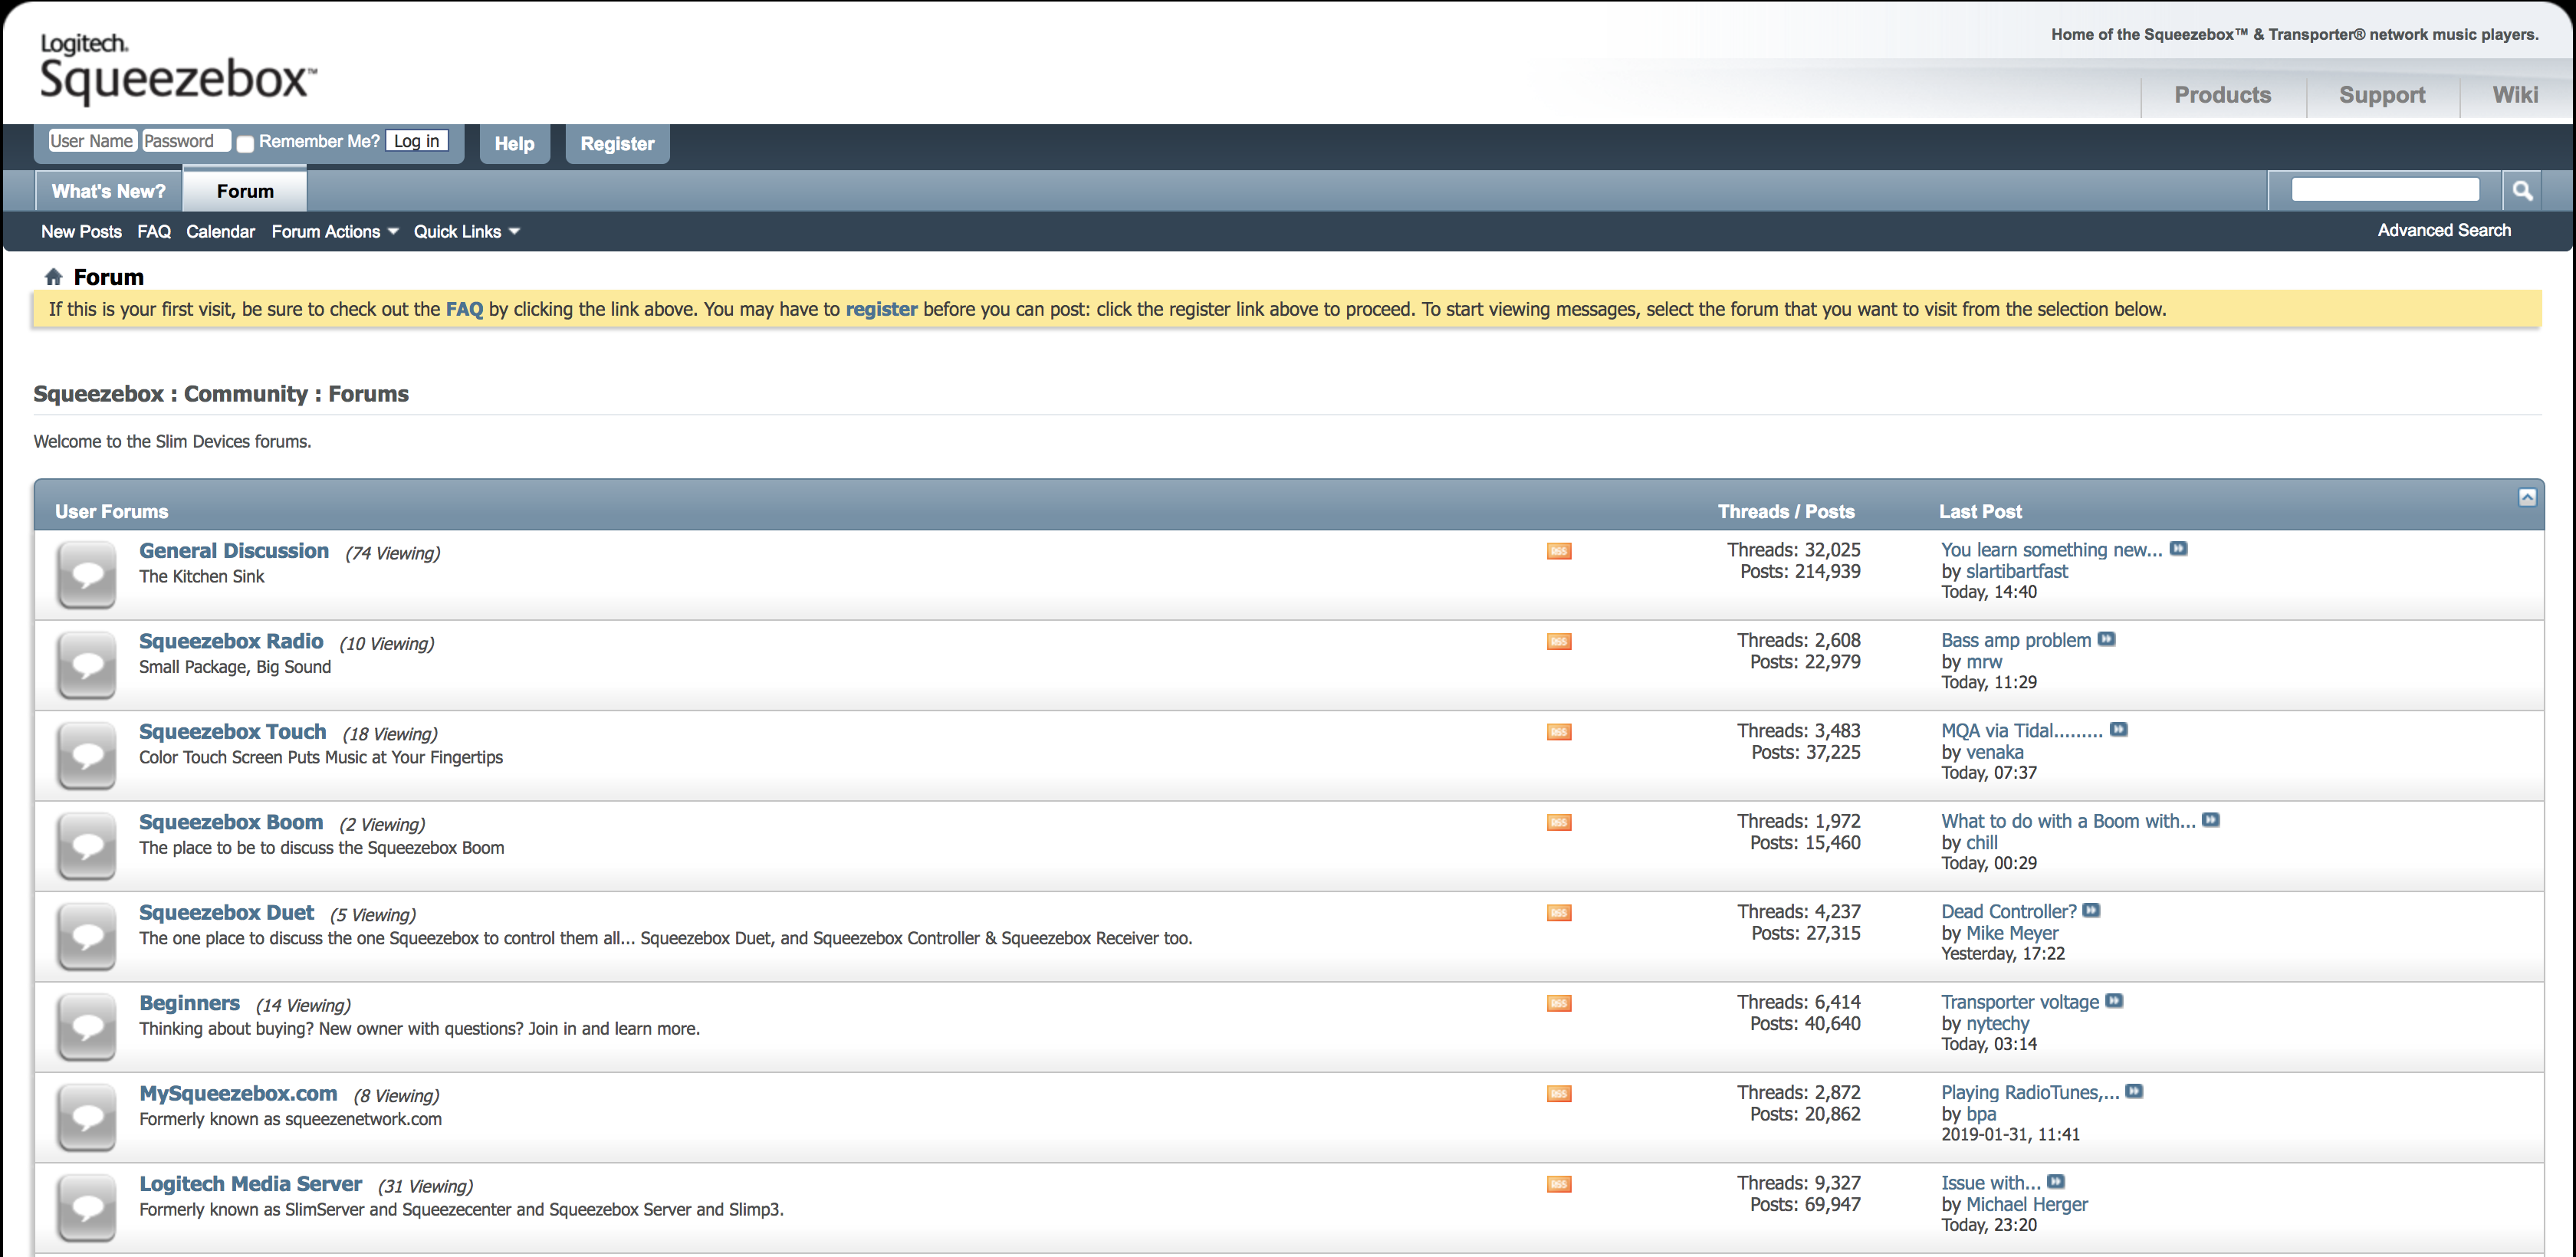 Logitech.
Squeezebox™
Home of the Squeezebox™ & Transporter® network music players.
Products Support Wiki
User Name Password Remember Me? Log in Help Register
What's New? Forum
New Posts FAQ Calendar Forum Actions Quick Links Advanced Search
Forum
If this is your first visit, be sure to check out the FAQ by clicking the link above. You may have to register before you can post: click the register link above to proceed. To start viewing messages, select the forum that you want to visit from the selection below.
Squeezebox : Community : Forums
Welcome to the Slim Devices forums.
User Forums Threads / Posts Last Post
General Discussion (74 Viewing) RSS Threads: 32,025 You learn something new...
The Kitchen Sink Posts: 214,939 by slartibartfast
Today, 14:40
Squeezebox Radio (10 Viewing) RSS Threads: 2,608 Bass amp problem
Small Package, Big Sound Posts: 22,979 by mrw
Today, 11:29
Squeezebox Touch (18 Viewing) RSS Threads: 3,483 MQA via Tidal.........
Color Touch Screen Puts Music at Your Fingertips Posts: 37,225 by venaka
Today, 07:37
Squeezebox Boom (2 Viewing) RSS Threads: 1,972 What to do with a Boom with...
The place to be to discuss the Squeezebox Boom Posts: 15,460 by chill
Today, 00:29
Squeezebox Duet (5 Viewing) RSS Threads: 4,237 Dead Controller?
The one place to discuss the one Squeezebox to control them all... Squeezebox Duet, and Squeezebox Controller & Squeezebox Receiver too. Posts: 27,315 by Mike Meyer
Yesterday, 17:22
Beginners (14 Viewing) RSS Threads: 6,414 Transporter voltage
Thinking about buying? New owner with questions? Join in and learn more. Posts: 40,640 by nytechy
Today, 03:14
MySqueezebox.com (8 Viewing) RSS Threads: 2,872 Playing RadioTunes,...
Formerly known as squeezenetwork.com Posts: 20,862 by bpa
2019-01-31, 11:41
Logitech Media Server (31 Viewing) RSS Threads: 9,327 Issue with...
Formerly known as SlimServer and Squeezecenter and Squeezebox Server and Slimp3. Posts: 69,947 by Michael Herger
Today, 23:20